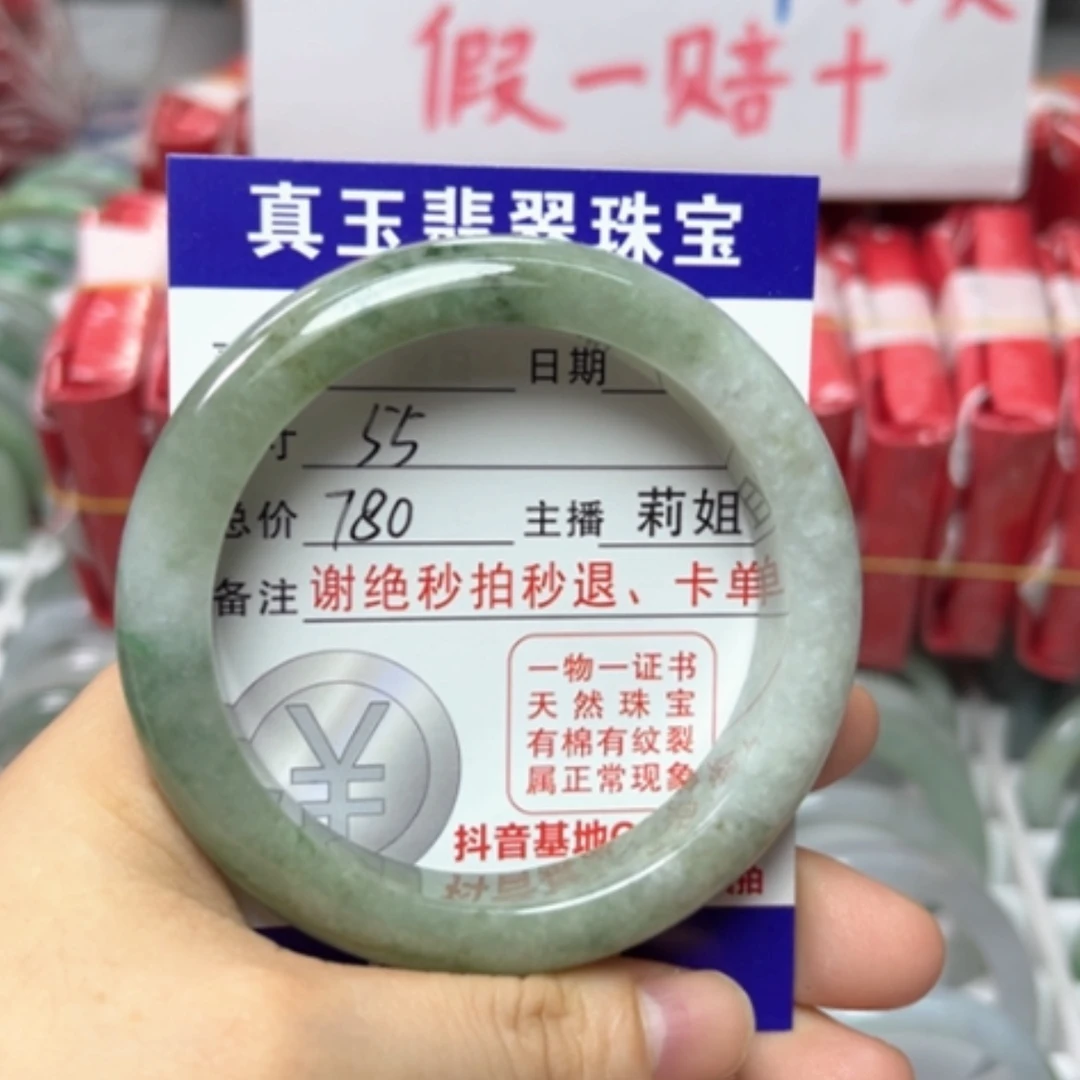 假一赔十
真玉翡翠珠宝
日期
寸 55
总价 780 主播 莉姐
备注 谢绝秒拍秒退、卡单
一物一证书
天然珠宝
有棉有纹裂
属正常现象
¥
抖音基地
拍